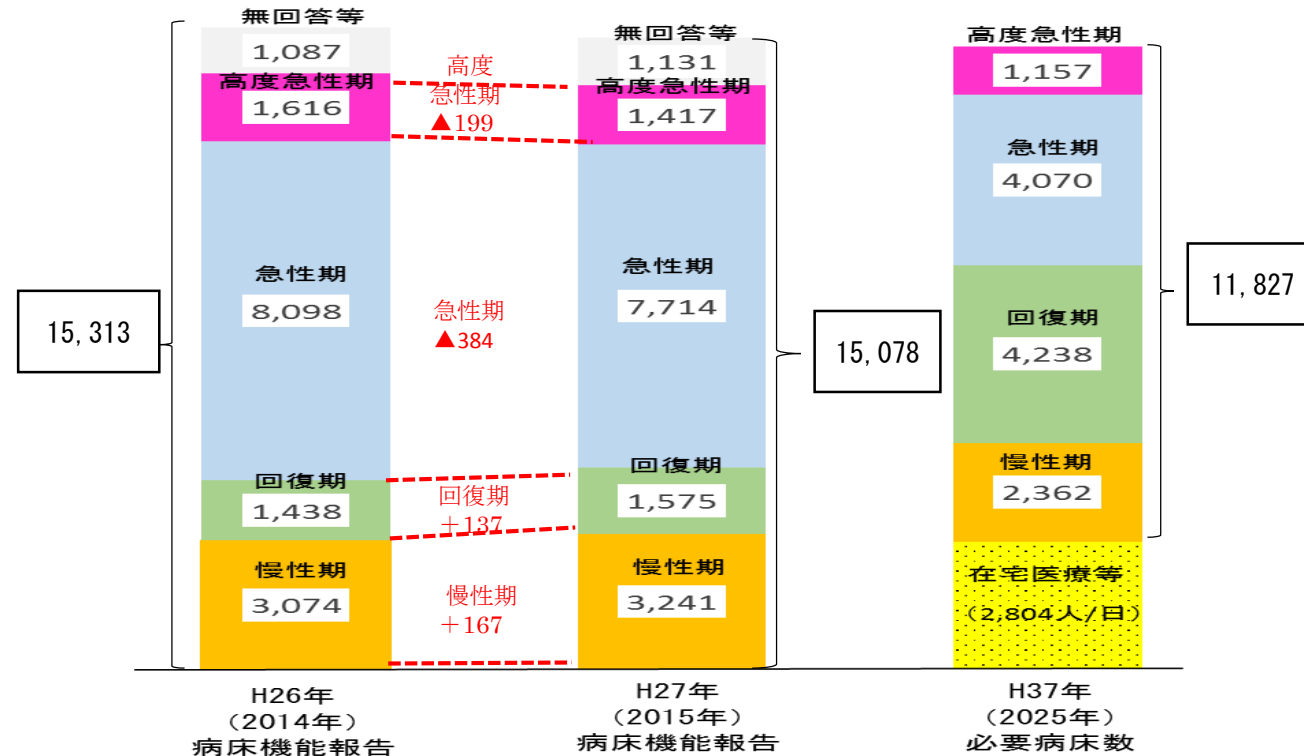 無回答等
1,087
高度急性期
1,616
急性期
8,098
回復期
1,438
慢性期
3,074
15,313
H26年
（2014年）
病床機能報告
高度
急性期
▲199
急性期
▲384
回復期
＋137
慢性期
＋167
無回答等
1,131
高度急性期
1,417
急性期
7,714
回復期
1,575
慢性期
3,241
15,078
H27年
（2015年）
病床機能報告
高度急性期
1,157
急性期
4,070
回復期
4,238
慢性期
2,362
在宅医療等
（2,804人/日）
11,827
H37年
（2025年）
必要病床数